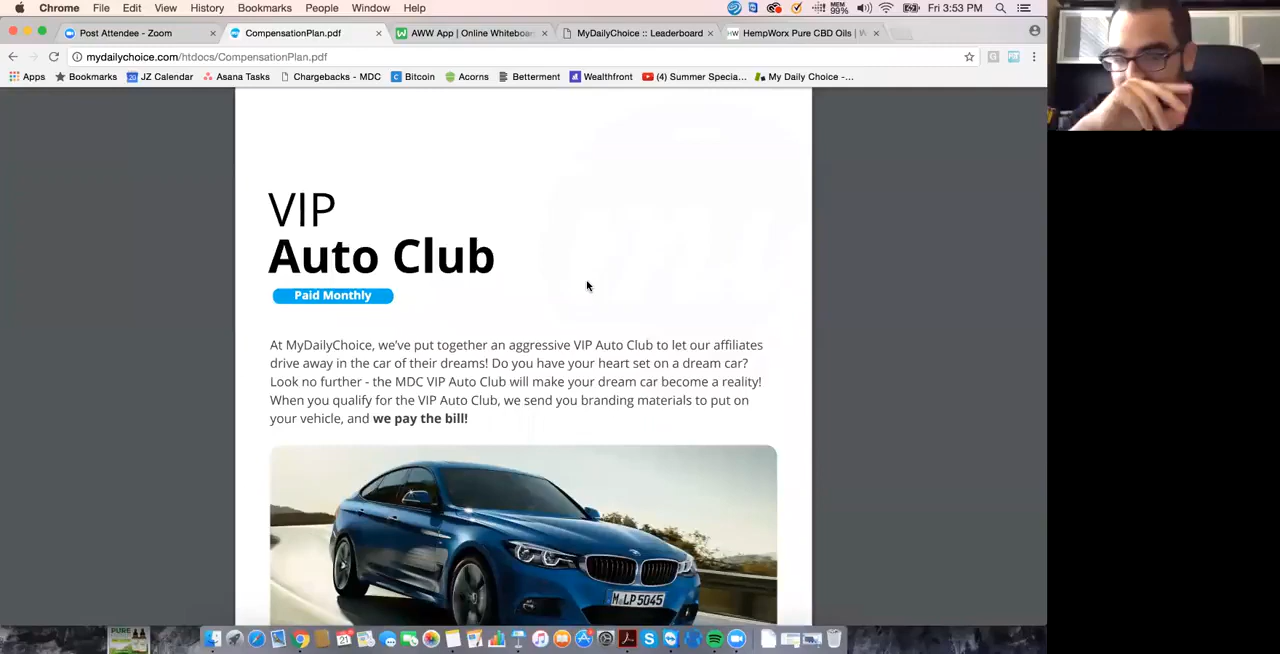 Chrome File Edit View History Bookmarks People Window Help
MEM 99% Fri 3:53 PM
Post Attendee - Zoom
CompensationPlan.pdf
AWW App | Online Whiteboar
MyDailyChoice :: Leaderboard
HempWorx Pure CBD Oils | W
mydailychoice.com/htdocs/CompensationPlan.pdf
Apps Bookmarks JZ Calendar Asana Tasks Chargebacks - MDC Bitcoin Acorns Betterment Wealthfront (4) Summer Specia... My Daily Choice -...
VIP
Auto Club
Paid Monthly
At MyDailyChoice, we've put together an aggressive VIP Auto Club to let our affiliates
drive away in the car of their dreams! Do you have your heart set on a dream car?
Look no further - the MDC VIP Auto Club will make your dream car become a reality!
When you qualify for the VIP Auto Club, we send you branding materials to put on
your vehicle, and we pay the bill!
M LP 5045
PURE